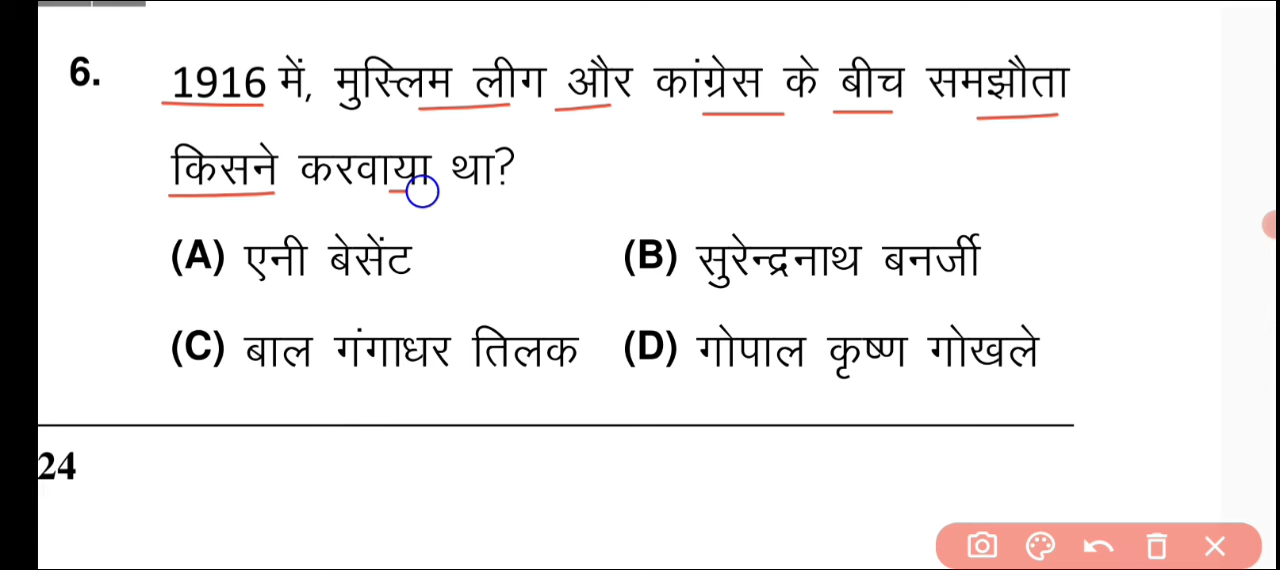 6. 1916 में, मुस्लिम लीग और कांग्रेस के बीच समझौता
किसने करवाया था?
(A) एनी बेसेंट (B) सुरेन्द्रनाथ बनर्जी
(C) बाल गंगाधर तिलक (D) गोपाल कृष्ण गोखले
24